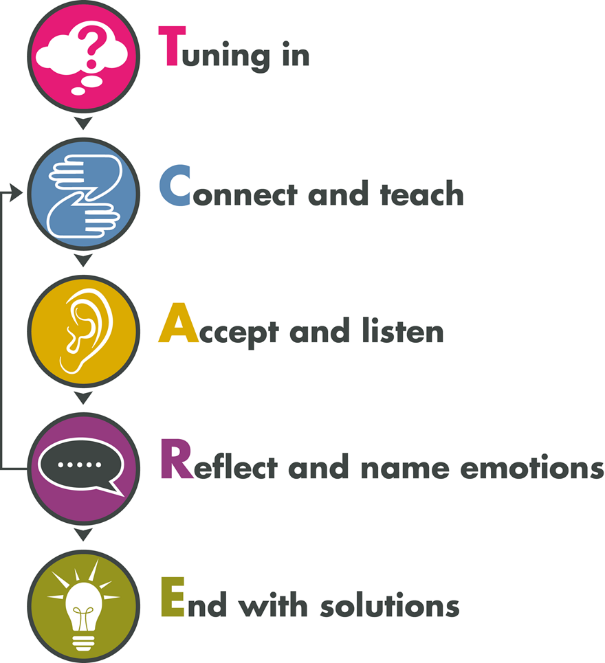 Tuning in
Connect and teach
Accept and listen
Reflect and name emotions
End with solutions